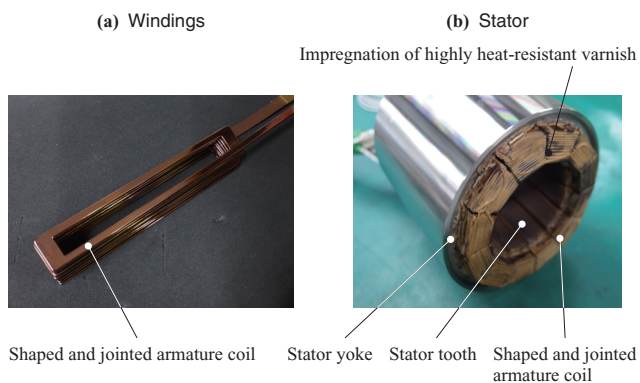 (a) Windings
(b) Stator
Impregnation of highly heat-resistant varnish
Shaped and jointed armature coil
Stator yoke
Stator tooth
Shaped and jointed
armature coil